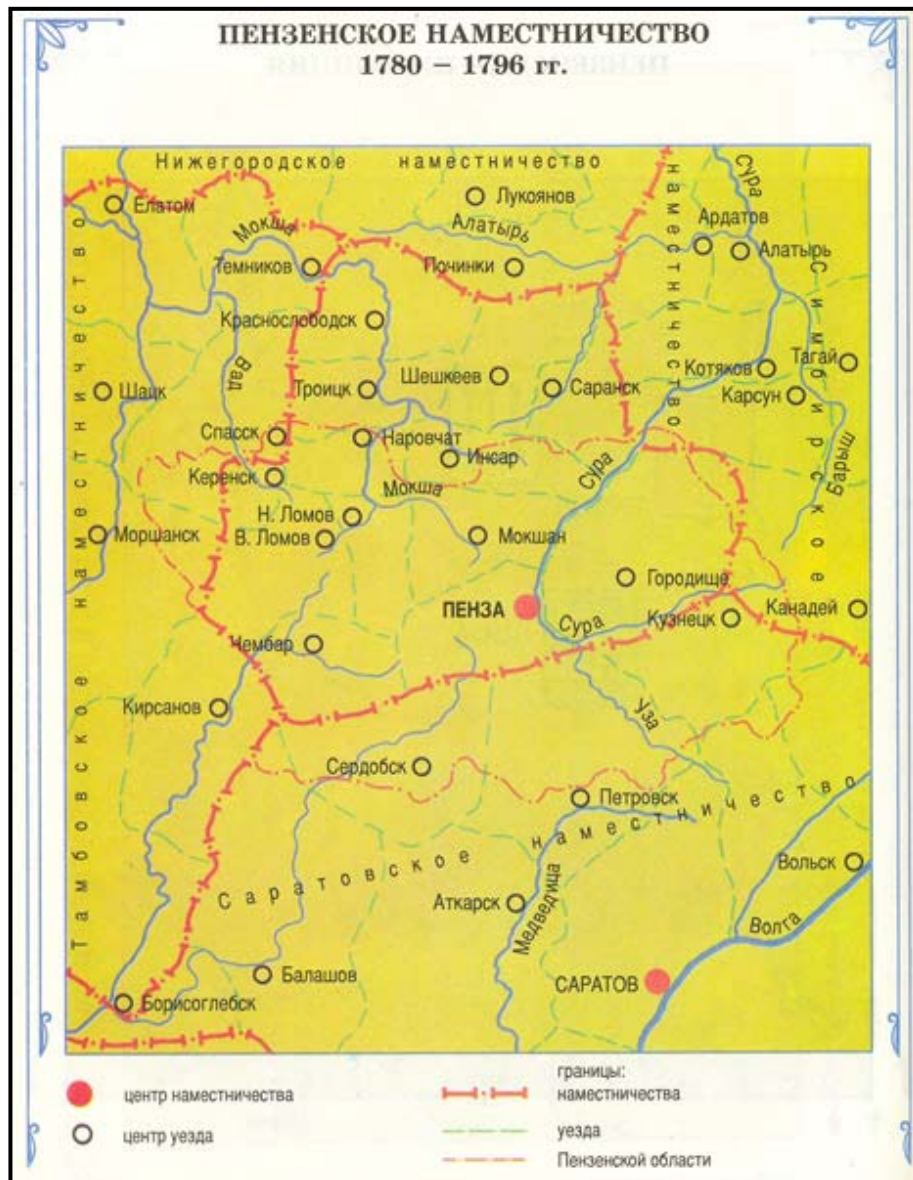 ПЕНЗЕНСКОЕ НАМЕСТНИЧЕСТВО
1780 – 1796 гг.
Нижегородское наместничество
Сура
Елатом
Лукоянов
Мокша
Алатырь
Ардатов
Алатырь
Темников
Починки
Краснослободск
Вад
Шешкеев
Котяков
Тагай
Шацк
Троицк
Саранск
Карсун
Спасск
Наровчат
Инсар
Сура
Барыш
Керенск
Мокша
Н. Ломов
Моршанск
В. Ломов
Мокшан
Городище
ПЕНЗА
Сура
Кузнецк
Канадей
Чембар
Кирсанов
Уза
Сердобск
Петровск
Саратовское наместничество
Вольск
Аткарск
Медведица
Волга
Балашов
САРАТОВ
Борисоглебск
Тамбовское наместничество
Симбирское наместничество
центр наместничества
центр уезда
границы:
наместничества
уезда
Пензенской области